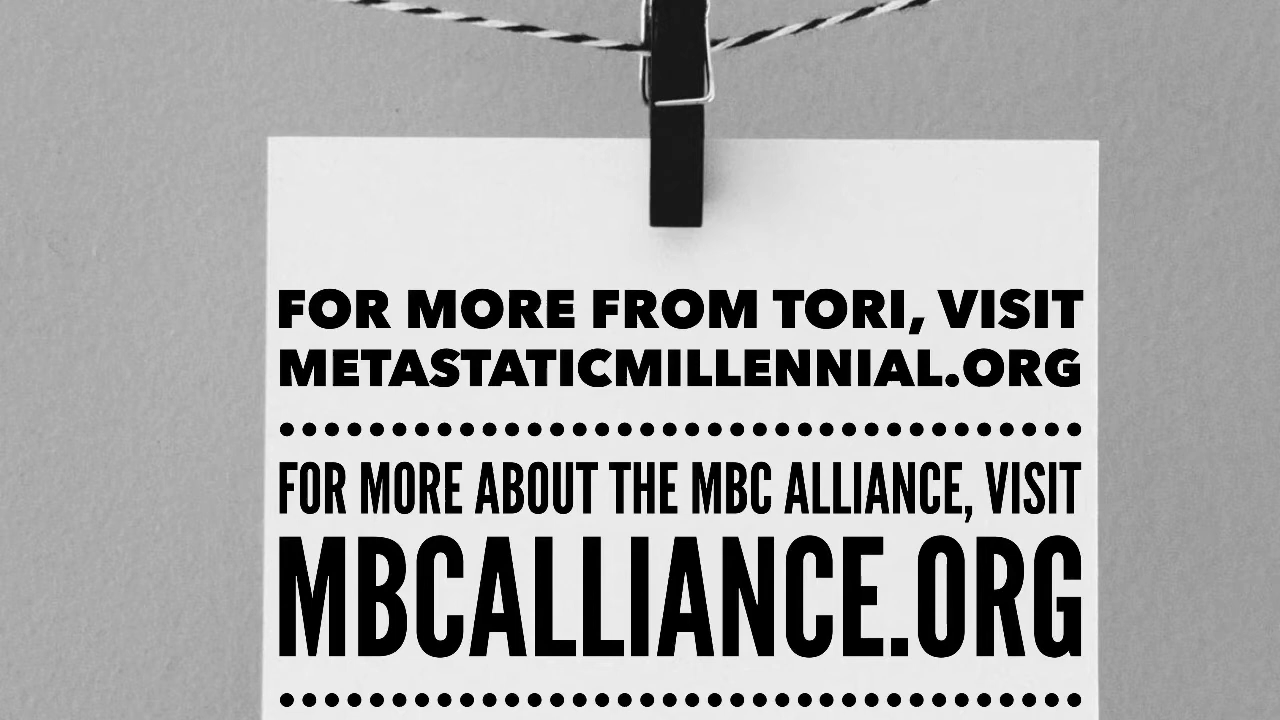 FOR MORE FROM TORI, VISIT
METASTATICMILLENNIAL.ORG
FOR MORE ABOUT THE MBC ALLIANCE, VISIT
MBCALLIANCE.ORG